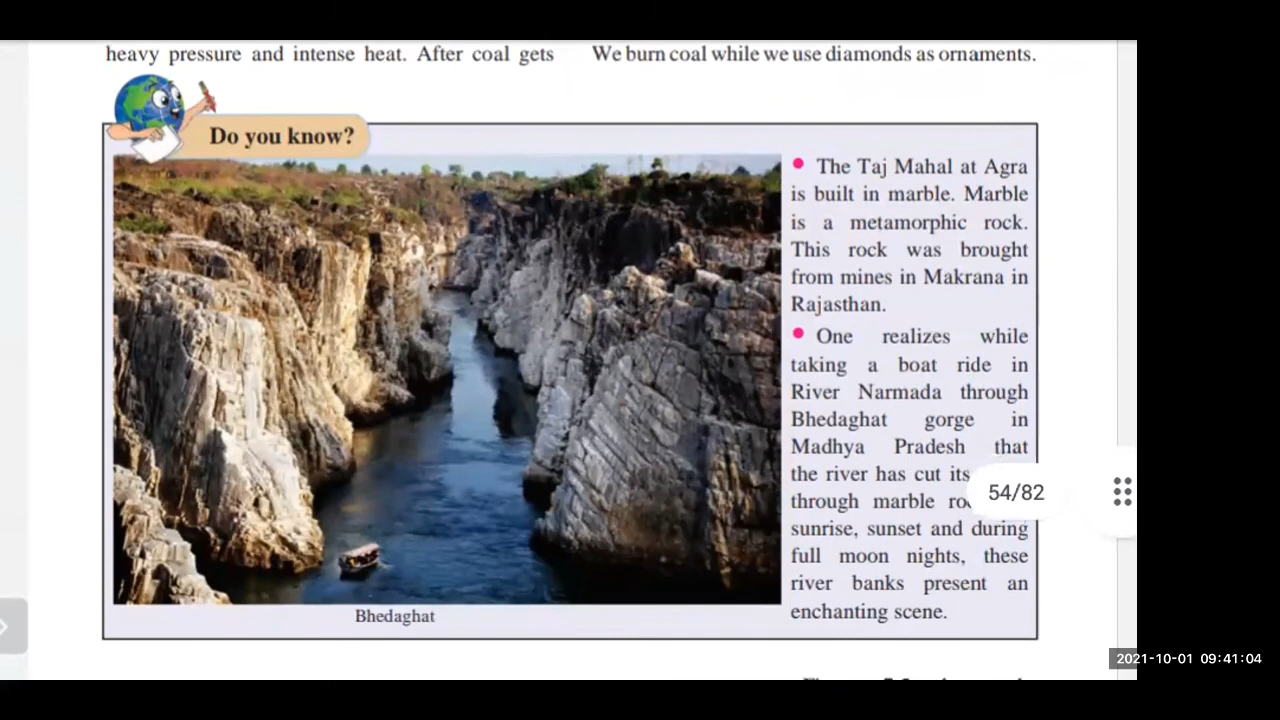 heavy pressure and intense heat. After coal gets
We burn coal while we use diamonds as ornaments.
Do you know?
• The Taj Mahal at Agra
is built in marble. Marble
is a metamorphic rock.
This rock was brought
from mines in Makrana in
Rajasthan.
• One realizes while
taking a boat ride in
River Narmada through
Bhedaghat gorge in
Madhya Pradesh that
the river has cut its
through marble
sunrise, sunset and during
full moon nights, these
river banks present an
enchanting scene.
Bhedaghat
54/82
2021-10-01 09:41:04